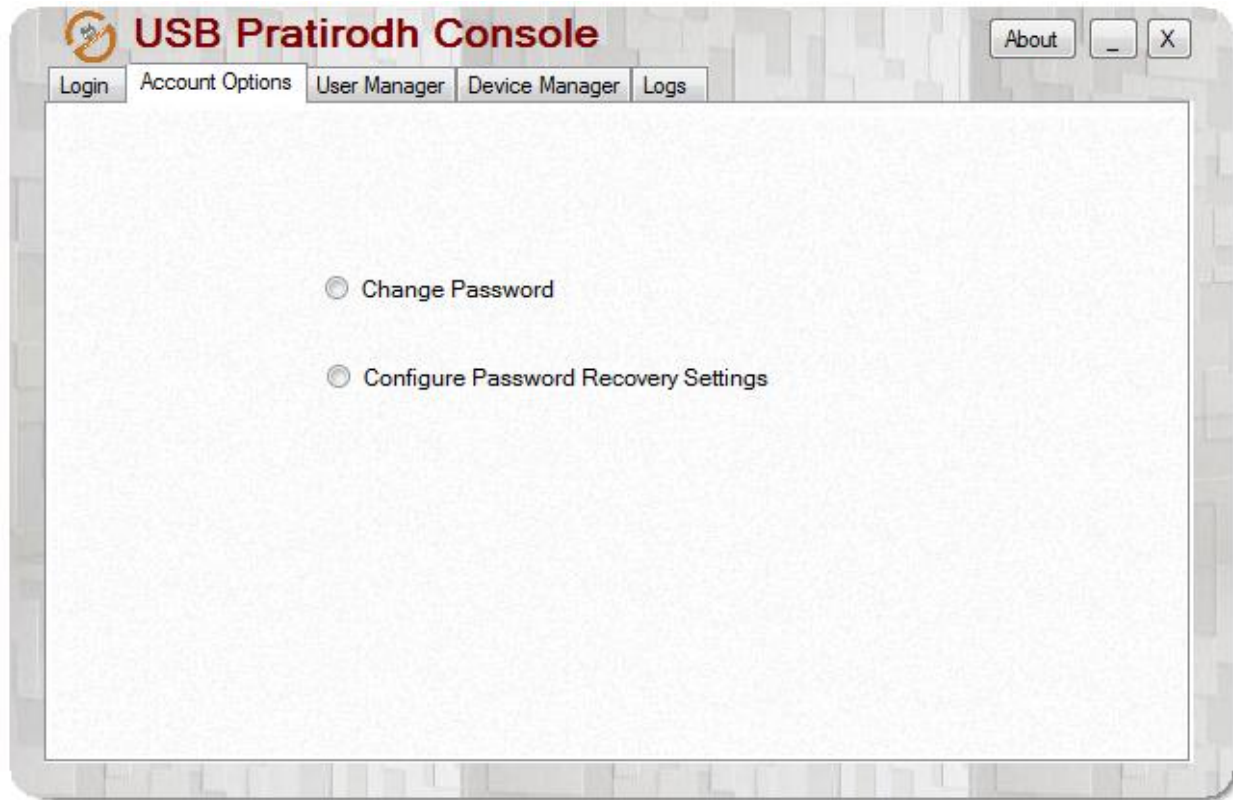 USB Pratirodh Console
About _ X
Login Account Options User Manager Device Manager Logs
Change Password
Configure Password Recovery Settings